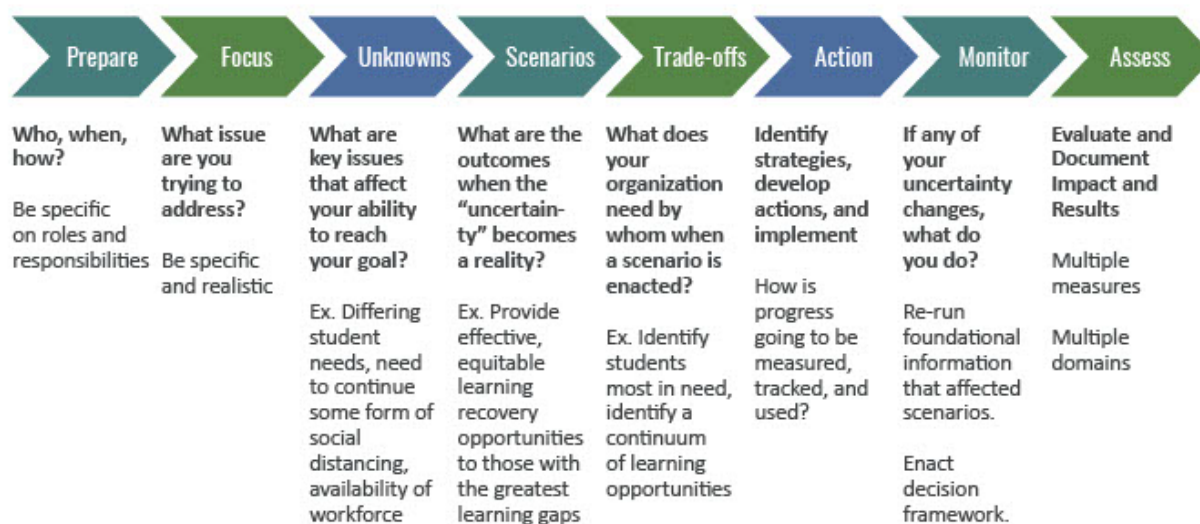 Prepare
Focus
Unknowns
Scenarios
Trade-offs
Action
Monitor
Assess
Who, when,
how?
Be specific
on roles and
responsibilities
What issue
are you
trying to
address?
Be specific
and realistic
What are
key issues
that affect
your ability
to reach
your goal?
Ex. Differing
student
needs, need
to continue
some form of
social
distancing,
availability of
workforce
What are the
outcomes
when the
“uncertain-
ty” becomes
a reality?
Ex. Provide
effective,
equitable
learning
recovery
opportunities
to those with
the greatest
learning gaps
What does
your
organization
need by
whom when
a scenario is
enacted?
Ex. Identify
students
most in need,
identify a
continuum
of learning
opportunities
Identify
strategies,
develop
actions, and
implement
How is
progress
going to be
measured,
tracked, and
used?
If any of
your
uncertainty
changes,
what do
you do?
Re-run
foundational
information
that affected
scenarios.
Enact
decision
framework.
Evaluate and
Document
Impact and
Results
Multiple
measures
Multiple
domains